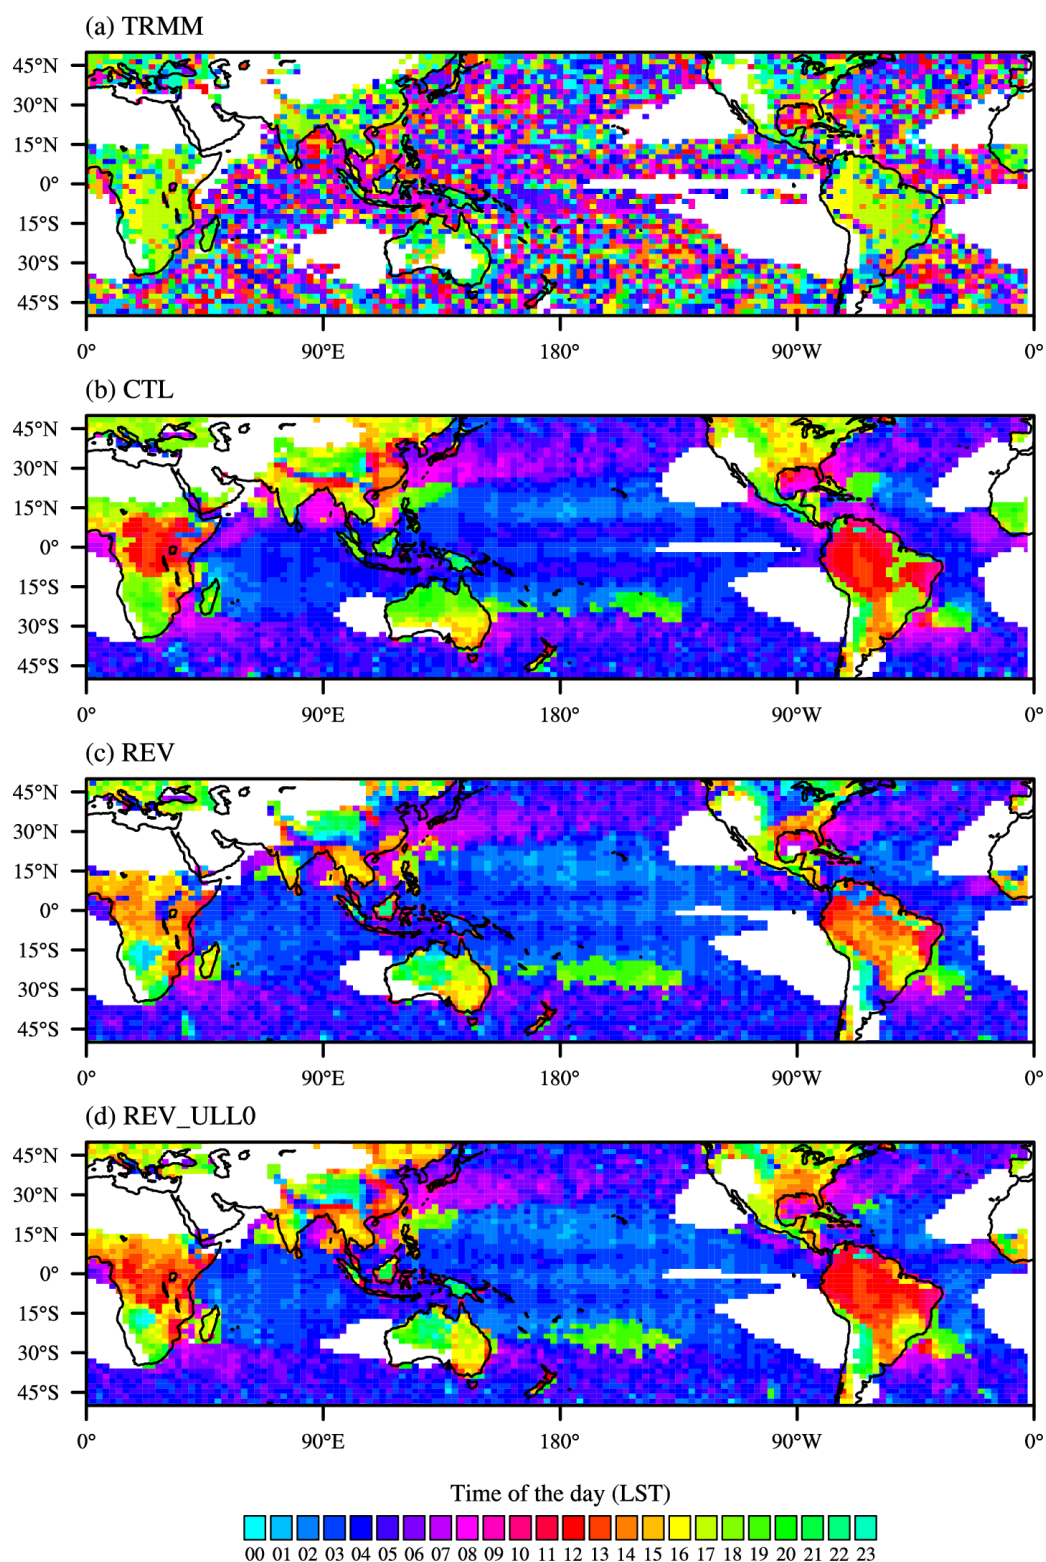 (a) TRMM
45°N
30°N
15°N
0°
15°S
30°S
45°S
0° 90°E 180° 90°W 0°
(b) CTL
45°N
30°N
15°N
0°
15°S
30°S
45°S
0° 90°E 180° 90°W 0°
(c) REV
45°N
30°N
15°N
0°
15°S
30°S
45°S
0° 90°E 180° 90°W 0°
(d) REV_ULL0
45°N
30°N
15°N
0°
15°S
30°S
45°S
0° 90°E 180° 90°W 0°
Time of the day (LST)
00 01 02 03 04 05 06 07 08 09 10 11 12 13 14 15 16 17 18 19 20 21 22 23